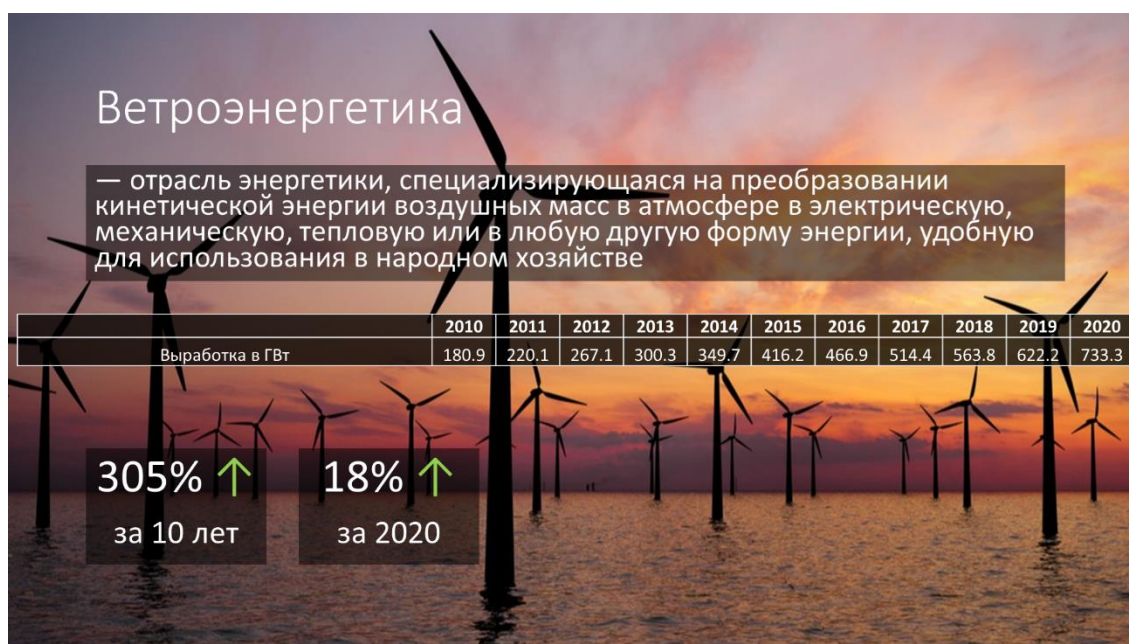 Ветроэнергетика
— отрасль энергетики, специализирующаяся на преобразовании
кинетической энергии воздушных масс в атмосфере в электрическую,
механическую, тепловую или в любую другую форму энергии, удобную
для использования в народном хозяйстве
2010 2011 2012 2013 2014 2015 2016 2017 2018 2019 2020
Выработка в ГВт 180.9 220.1 267.1 300.3 349.7 416.2 466.9 514.4 563.8 622.2 733.3
305% ↑ 18% ↑
за 10 лет за 2020